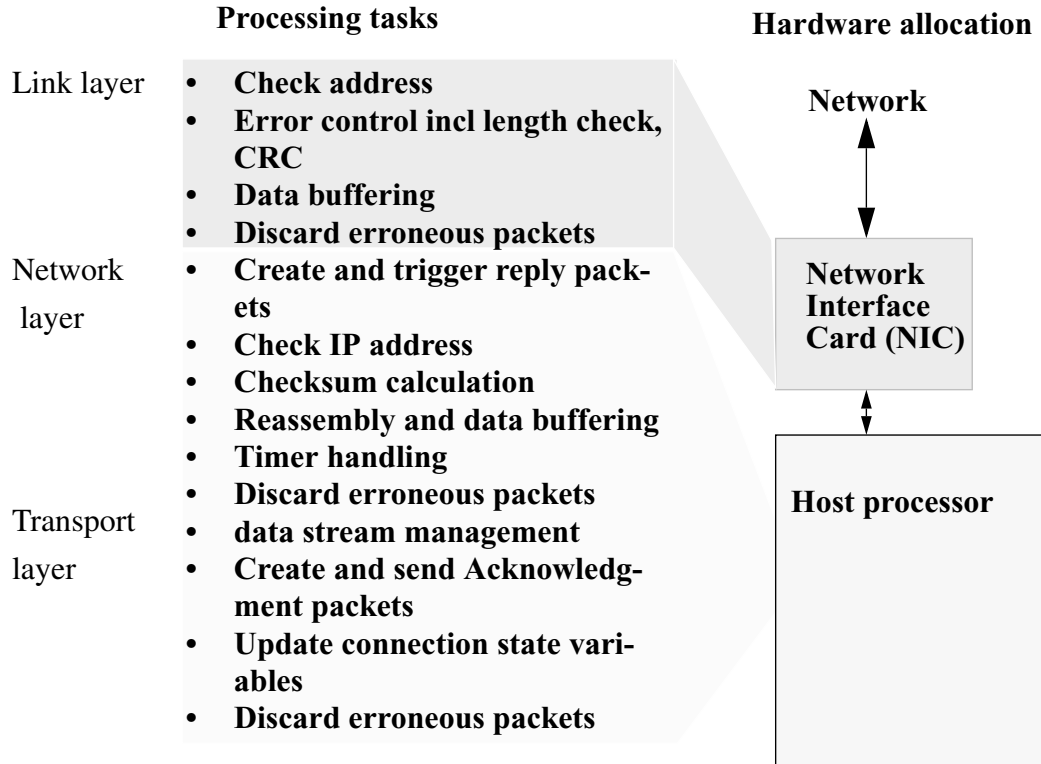 Processing tasks
Hardware allocation
Link layer
• Check address
• Error control incl length check,
CRC
• Data buffering
• Discard erroneous packets
Network
layer
• Create and trigger reply pack-
ets
• Check IP address
• Checksum calculation
• Reassembly and data buffering
• Timer handling
• Discard erroneous packets
Transport
layer
• data stream management
• Create and send Acknowledg-
ment packets
• Update connection state vari-
ables
• Discard erroneous packets
Network
Network
Interface
Card (NIC)
Host processor